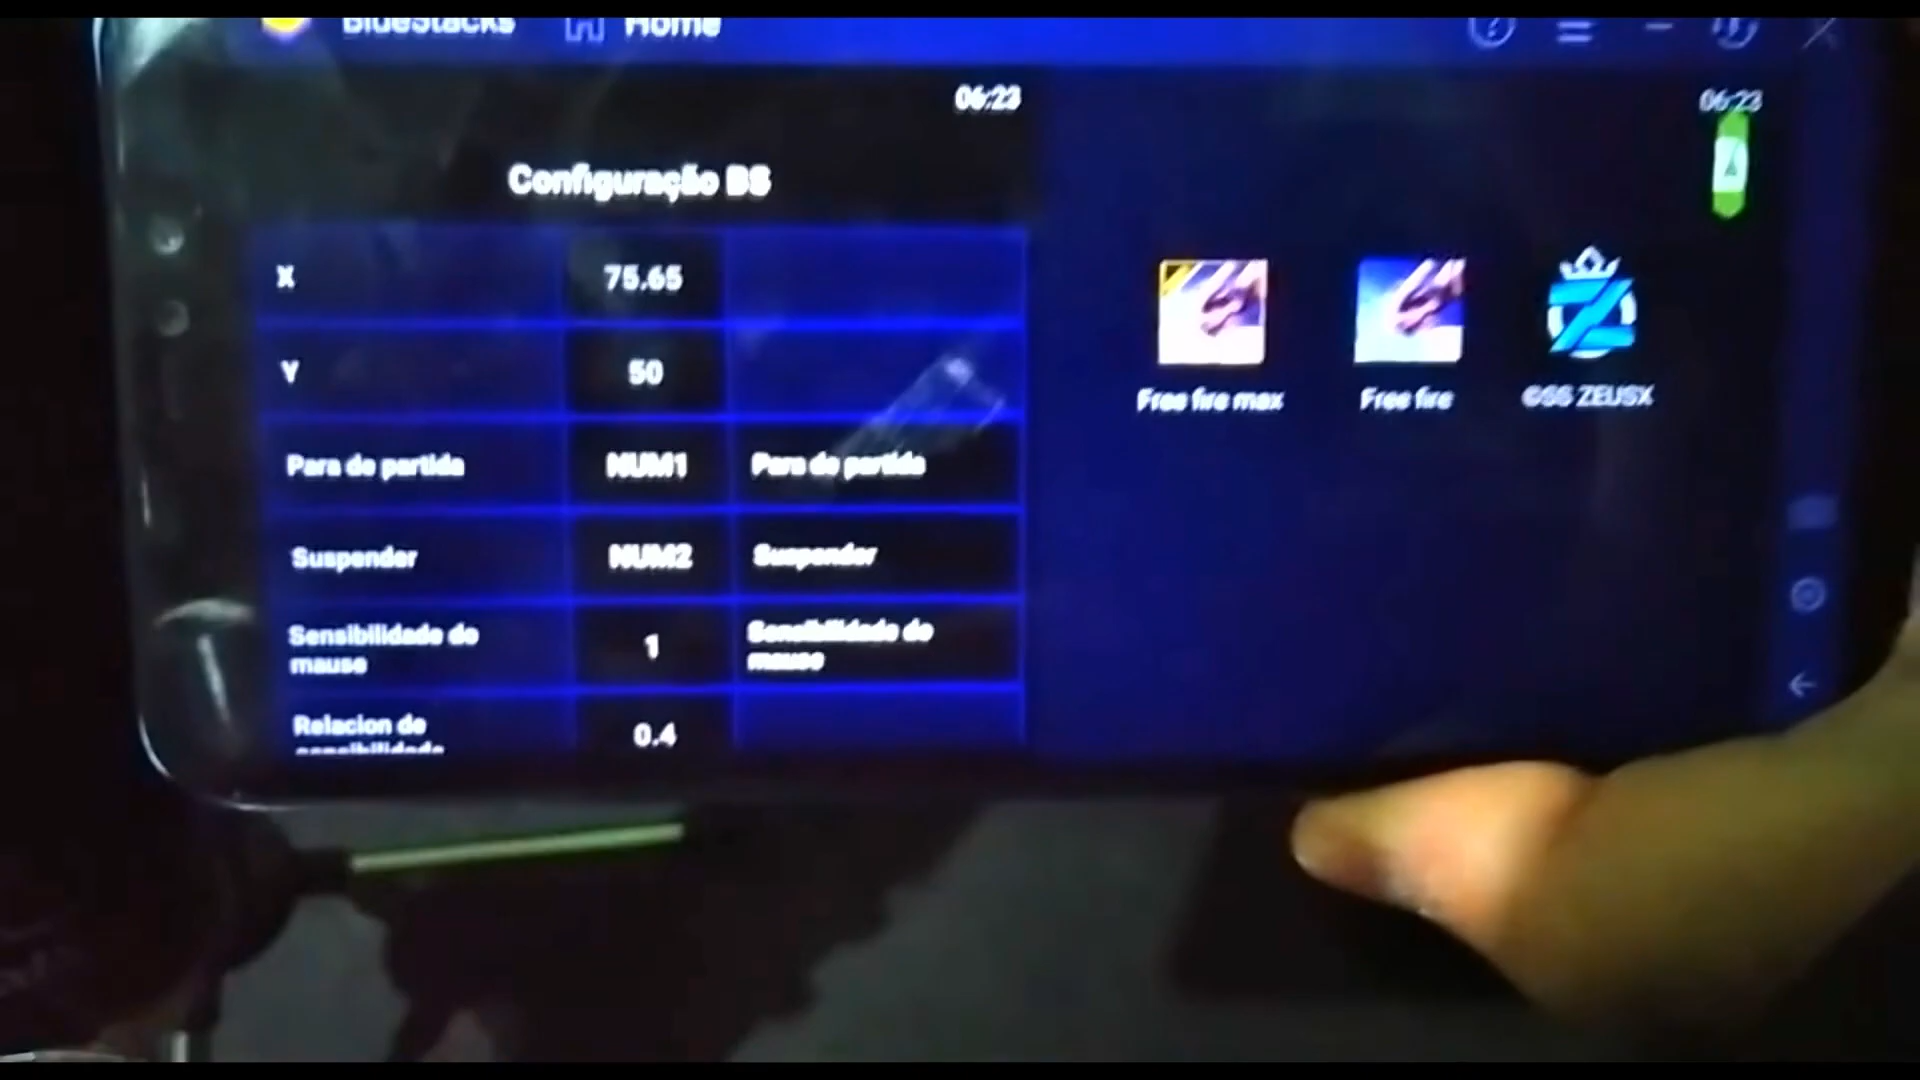 BlueStacks Home
06:23
06:23
Configuração BS
X 75.65
Y 50
Para de partida NUM1 Para de partida
Suspender NUM2 Suspender
Sensibilidade do
mause
1
Sensibilidade do
mause
Relacion de
sensibilidade
0.4
Free fire max
Free fire
©SS ZEUSX